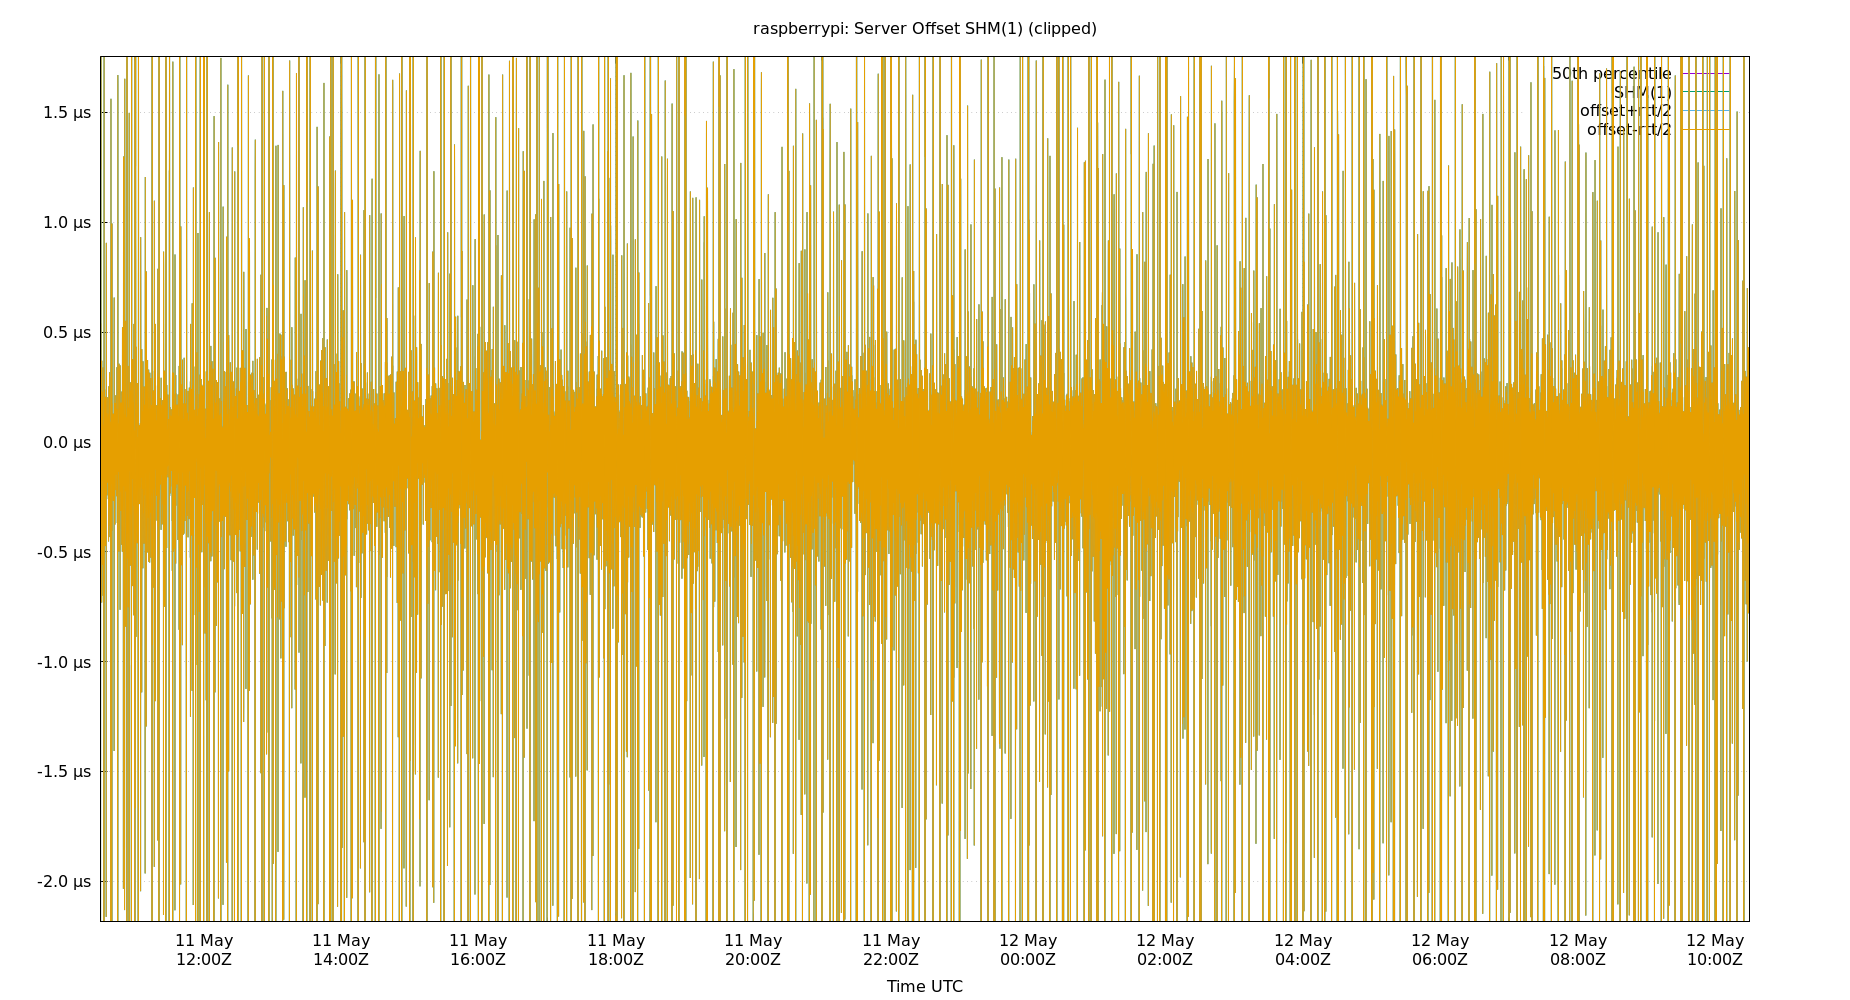 raspberrypi: Server Offset SHM(1) (clipped)
50th percentile
SHM(1)
offset+rtt/2
offset-rtt/2
1.5 µs
1.0 µs
0.5 µs
0.0 µs
-0.5 µs
-1.0 µs
-1.5 µs
-2.0 µs
11 May 11 May 11 May 11 May 11 May 11 May 12 May 12 May 12 May 12 May 12 May 12 May
12:00Z 14:00Z 16:00Z 18:00Z 20:00Z 22:00Z 00:00Z 02:00Z 04:00Z 06:00Z 08:00Z 10:00Z
Time UTC